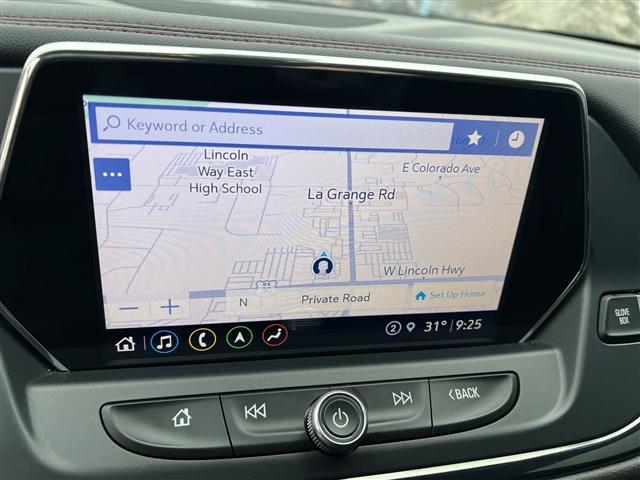 Keyword or Address
Lincoln
Way East
High School
E Colorado Ave
La Grange Rd
W Lincoln Hwy
N
Private Road
Set Up Home
2
31° 9:25
GLOVE
BOX
BACK